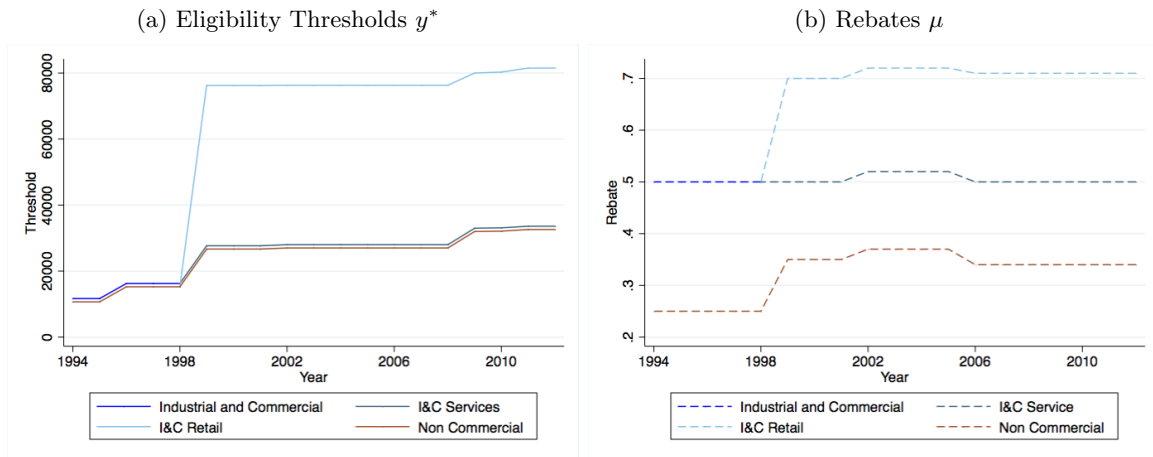 (a) Eligibility Thresholds y*
(b) Rebates μ
80000
60000
40000
20000
0
Threshold
1994
1998
2002
2006
2010
Year
Industrial and Commercial
I&C Services
I&C Retail
Non Commercial
.7
.6
.5
.4
.3
.2
Rebate
1994
1998
2002
2006
2010
Year
Industrial and Commercial
I&C Service
I&C Retail
Non Commercial